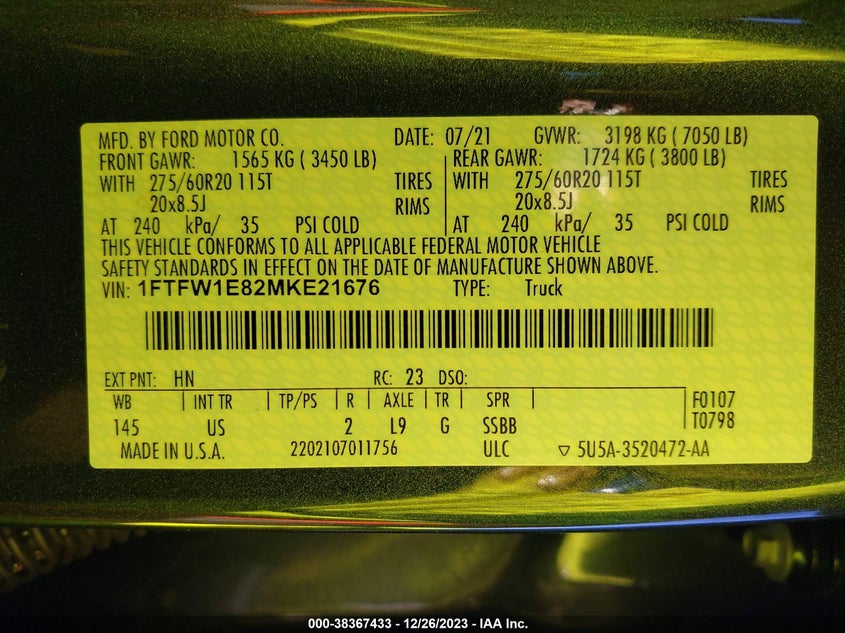 MFD. BY FORD MOTOR CO. DATE: 07/21 GVWR: 3198 KG ( 7050 LB)
FRONT GAWR: 1565 KG ( 3450 LB) REAR GAWR: 1724 KG ( 3800 LB)
WITH 275/60R20 115T TIRES WITH 275/60R20 115T TIRES
20x8.5J RIMS 20x8.5J RIMS
AT 240 kPa/ 35 PSI COLD AT 240 kPa/ 35 PSI COLD
THIS VEHICLE CONFORMS TO ALL APPLICABLE FEDERAL MOTOR VEHICLE
SAFETY STANDARDS IN EFFECT ON THE DATE OF MANUFACTURE SHOWN ABOVE.
VIN: 1FTFW1E82MKE21676 TYPE: Truck
EXT PNT: HN RC: 23 DSO:
WB INT TR TP/PS R AXLE TR SPR F0107
145 US 2 L9 G SSBB T0798
MADE IN U.S.A. 2202107011756 ULC ▽ 5U5A-3520472-AA
000-38367433 - 12/26/2023 - IAA Inc.